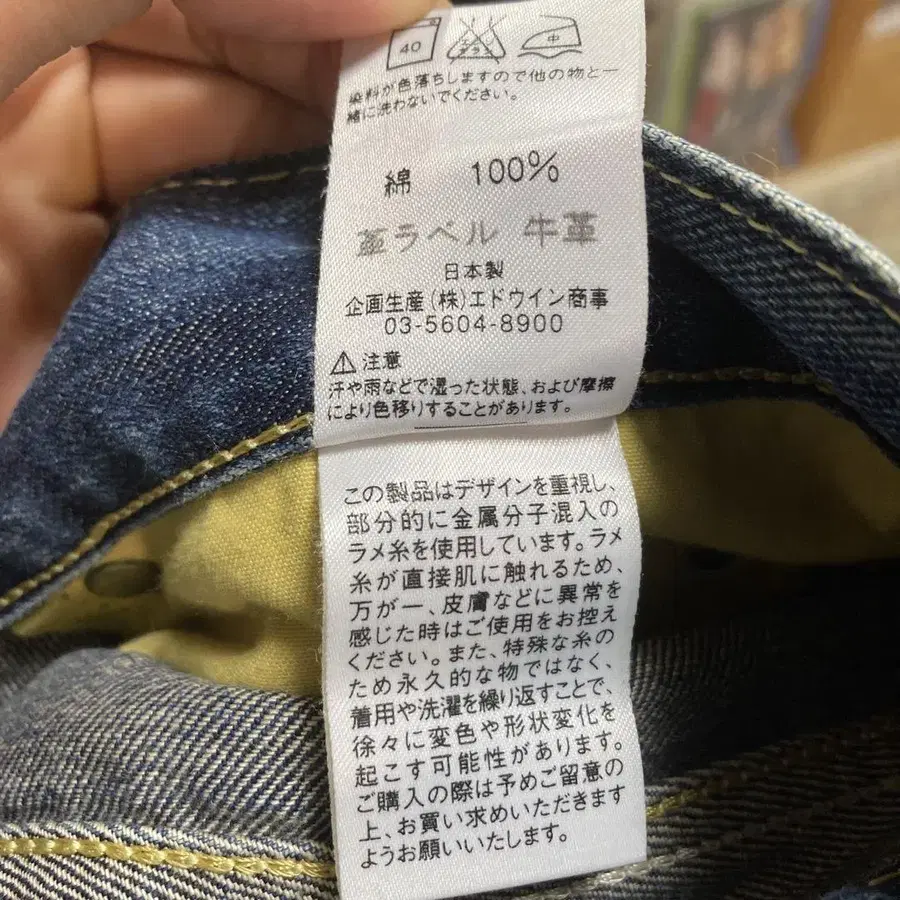 40
エンソ
サラシ
中
染料が色落ちしますので他の物と一
緒に洗わないでください。
綿 100%
革ラベル 牛革
日本製
企画生産(株)エドウイン商事
03-5604-8900
⚠注意
汗や雨などで湿った状態、および摩擦
により色移りすることがあります。
この製品はデザインを重視し、
部分的に金属分子混入の
ラメ糸を使用しています。ラメ
糸が直接肌に触れるため、
万が一、皮膚などに異常を
感じた時はご使用をお控え
ください。また、特殊な糸の
ため永久的な物ではなく、
着用や洗濯を繰り返すことで、
徐々に変色や形状変化を
起こす可能性があります。
ご購入の際は予めご留意の
上、お買い求めいただきます
ようお願いいたします。